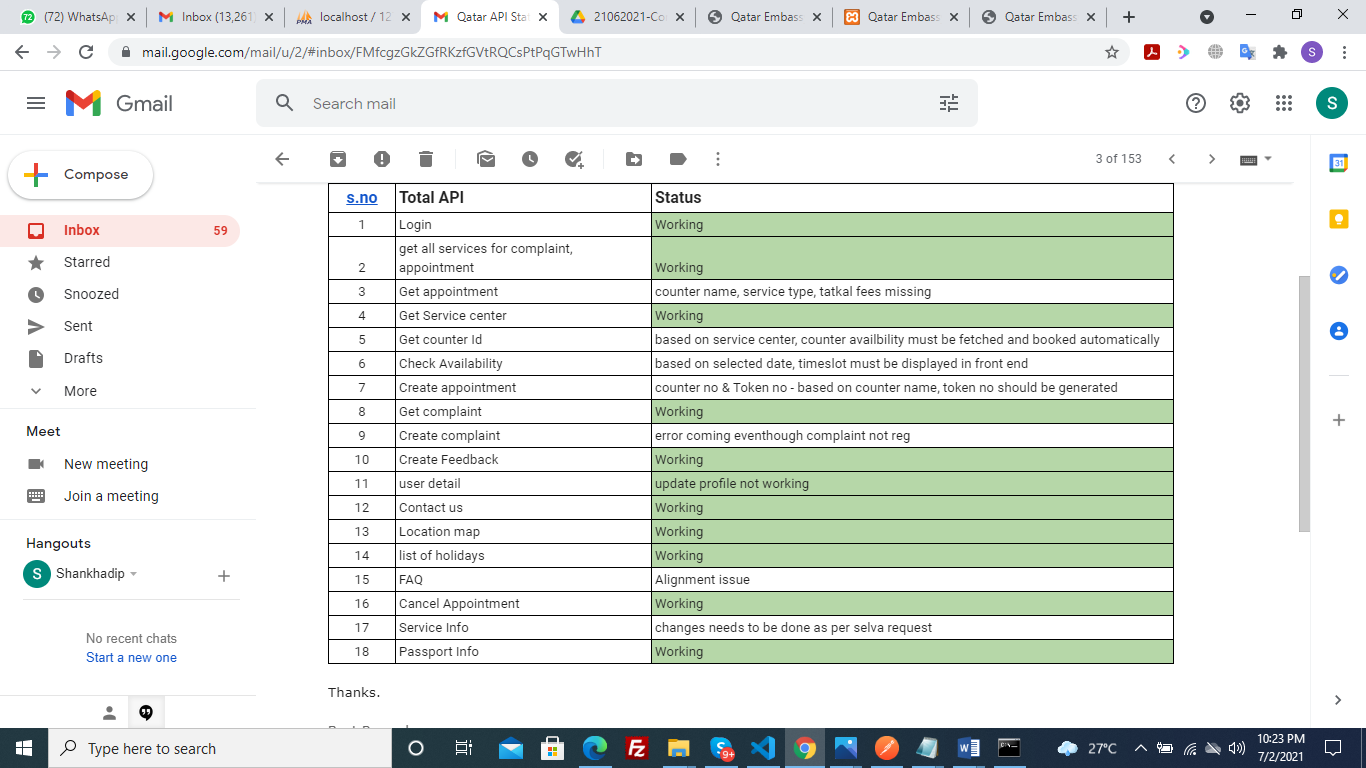 (72) WhatsAp
Inbox (13,261
localhost / 12
Qatar API Sta
21062021-Co
Qatar Embass
Qatar Embass
Qatar Embass
mail.google.com/mail/u/2/#inbox/FMfcgzGkZGfRKzfGVtRQCsPtPqGTwHhT
S
Gmail
Search mail
S
Compose
3 of 153
31
Inbox 59
Starred
Snoozed
Sent
Drafts
More
Meet
New meeting
Join a meeting
Hangouts
S Shankhadip
No recent chats
Start a new one
s.no Total API Status
1 Login Working
get all services for complaint,
2 appointment Working
3 Get appointment counter name, service type, tatkal fees missing
4 Get Service center Working
5 Get counter Id based on service center, counter availbility must be fetched and booked automatically
6 Check Availability based on selected date, timeslot must be displayed in front end
7 Create appointment counter no & Token no - based on counter name, token no should be generated
8 Get complaint Working
9 Create complaint error coming eventhough complaint not reg
10 Create Feedback Working
11 user detail update profile not working
12 Contact us Working
13 Location map Working
14 list of holidays Working
15 FAQ Alignment issue
16 Cancel Appointment Working
17 Service Info changes needs to be done as per selva request
18 Passport Info Working
Thanks.
Type here to search
9+
27°C
10:23 PM
7/2/2021